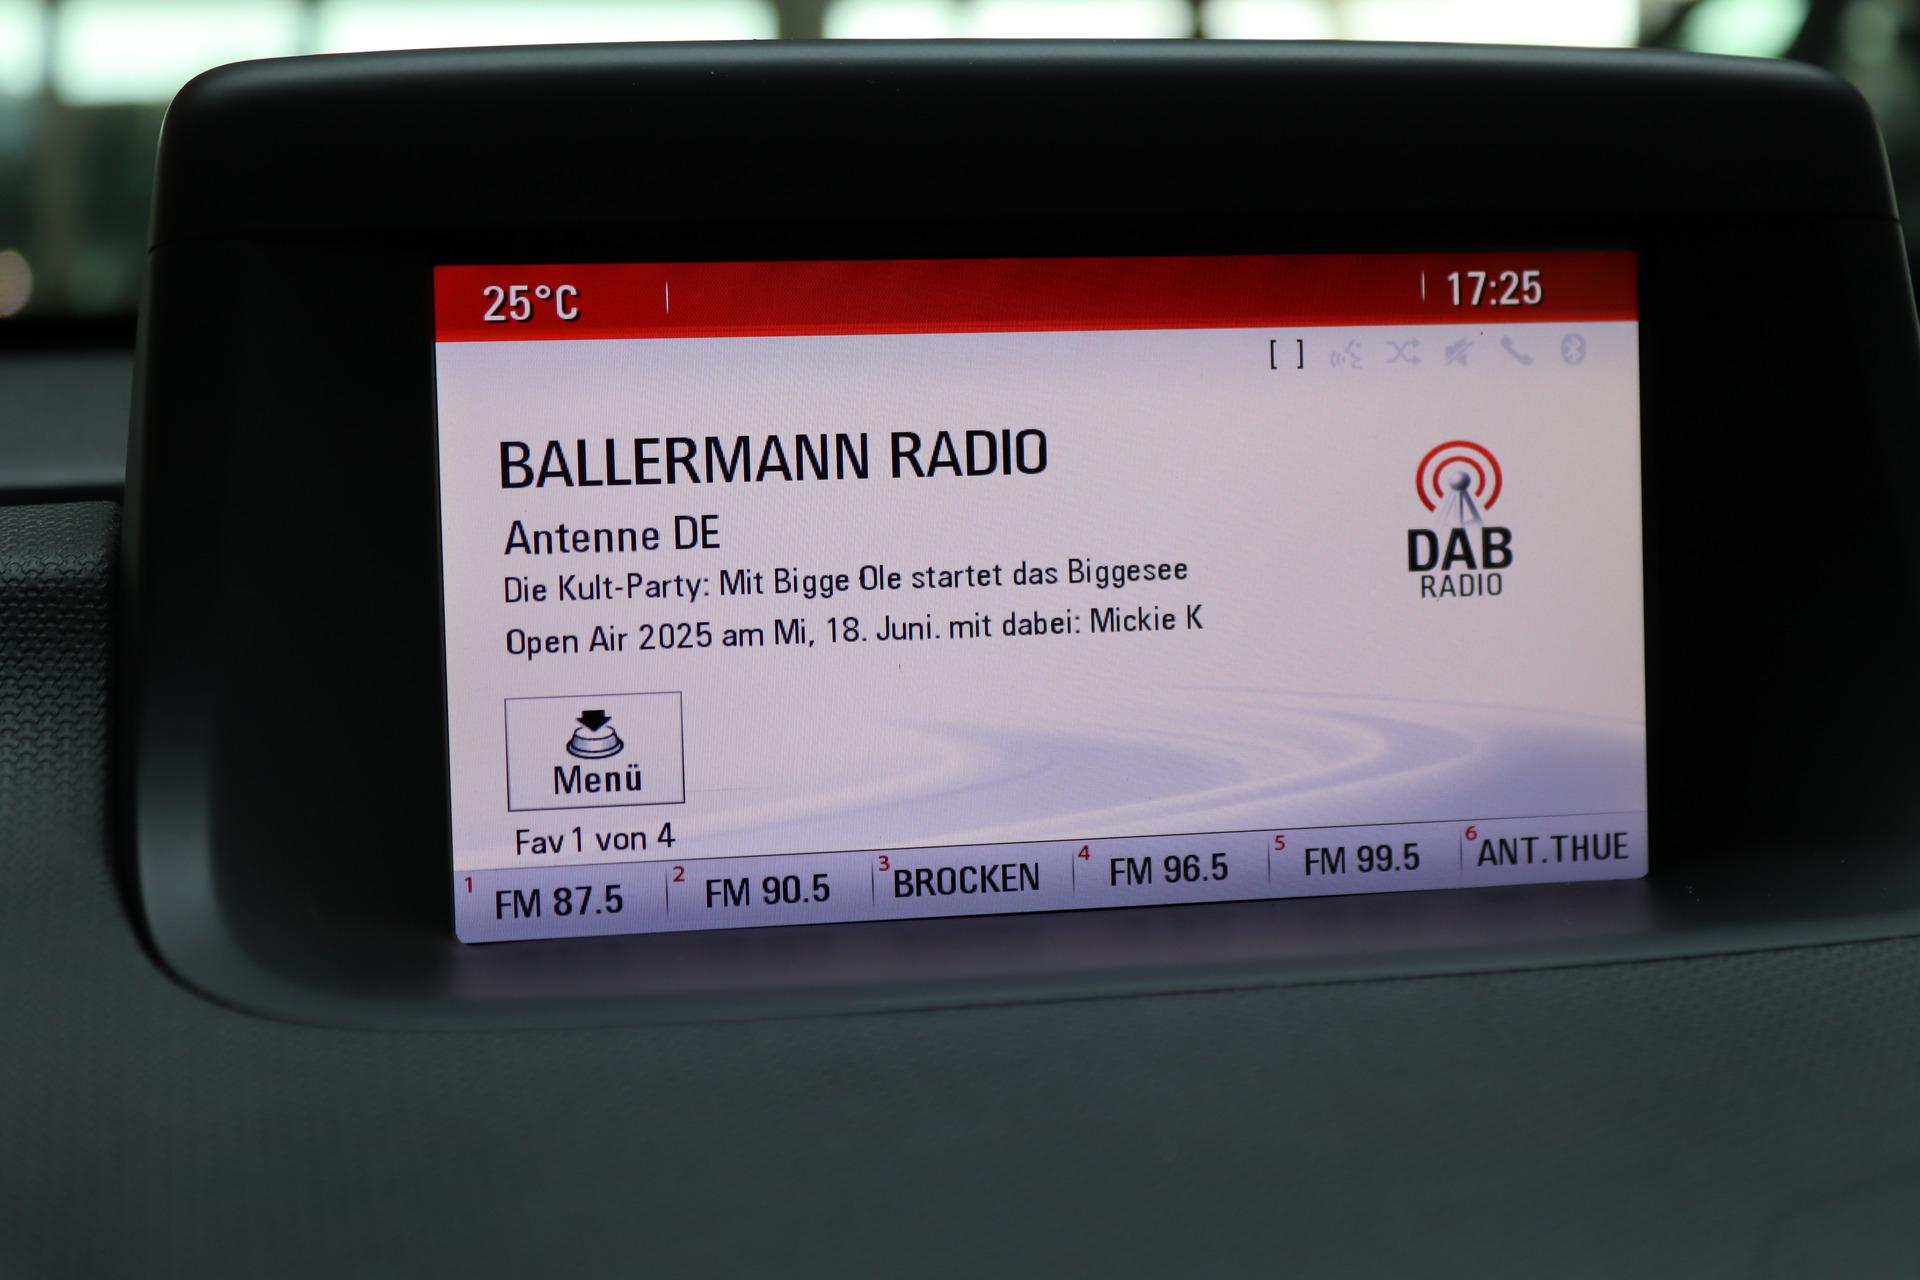 25°C 17:25
[ ]
BALLERMANN RADIO
Antenne DE
Die Kult-Party: Mit Bigge Ole startet das Biggesee
Open Air 2025 am Mi, 18. Juni. mit dabei: Mickie K
DAB
RADIO
Menü
Fav 1 von 4
1 FM 87.5 2 FM 90.5 3 BROCKEN 4 FM 96.5 5 FM 99.5 6 ANT.THUE